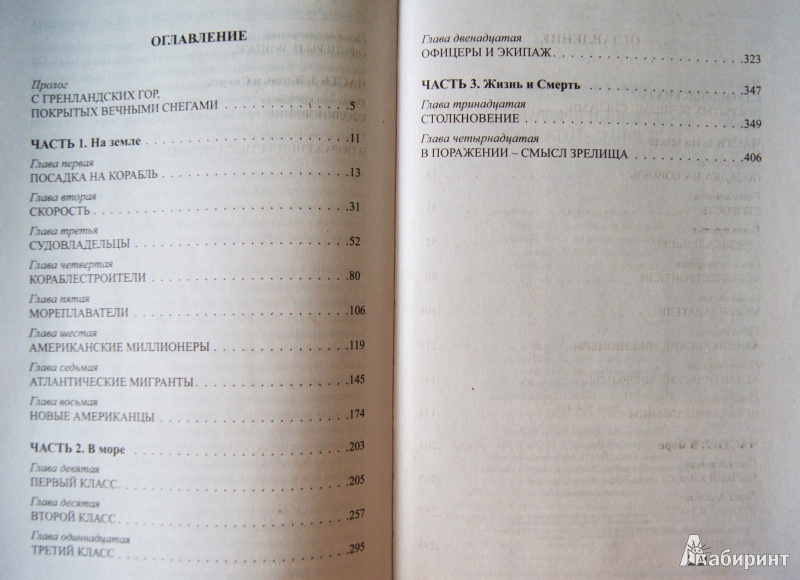 ОГЛАВЛЕНИЕ
Пролог
С ГРЕНЛАНДСКИХ ГОР,
ПОКРЫТЫХ ВЕЧНЫМИ СНЕГАМИ . . . . . . . . . . . . . .5
ЧАСТЬ 1. На земле . . . . . . . . . . . . . . . . . . . . . . . .11
Глава первая
ПОСАДКА НА КОРАБЛЬ . . . . . . . . . . . . . . . . . . . . .13
Глава вторая
СКОРОСТЬ . . . . . . . . . . . . . . . . . . . . . . . . . . . . . .31
Глава третья
СУДОВЛАДЕЛЬЦЫ . . . . . . . . . . . . . . . . . . . . . . . .52
Глава четвертая
КОРАБЛЕСТРОИТЕЛИ . . . . . . . . . . . . . . . . . . . . . .80
Глава пятая
МОРЕПЛАВАТЕЛИ . . . . . . . . . . . . . . . . . . . . . . . .106
Глава шестая
АМЕРИКАНСКИЕ МИЛЛИОНЕРЫ . . . . . . . . . . . . . .119
Глава седьмая
АТЛАНТИЧЕСКИЕ МИГРАНТЫ . . . . . . . . . . . . . . . .145
Глава восьмая
НОВЫЕ АМЕРИКАНЦЫ . . . . . . . . . . . . . . . . . . . . .174
ЧАСТЬ 2. В море . . . . . . . . . . . . . . . . . . . . . . . . .203
Глава девятая
ПЕРВЫЙ КЛАСС . . . . . . . . . . . . . . . . . . . . . . . . . .205
Глава десятая
ВТОРОЙ КЛАСС . . . . . . . . . . . . . . . . . . . . . . . . . .257
Глава одиннадцатая
ТРЕТИЙ КЛАСС . . . . . . . . . . . . . . . . . . . . . . . . . .295
Глава двенадцатая
ОФИЦЕРЫ И ЭКИПАЖ . . . . . . . . . . . . . . . . . . . . . .323
ЧАСТЬ 3. Жизнь и Смерть . . . . . . . . . . . . . . . . . . .347
Глава тринадцатая
СТОЛКНОВЕНИЕ . . . . . . . . . . . . . . . . . . . . . . . . . .349
Глава четырнадцатая
В ПОРАЖЕНИИ – СМЫСЛ ЗРЕЛИЩА . . . . . . . . . . . . .406
Лабиринт